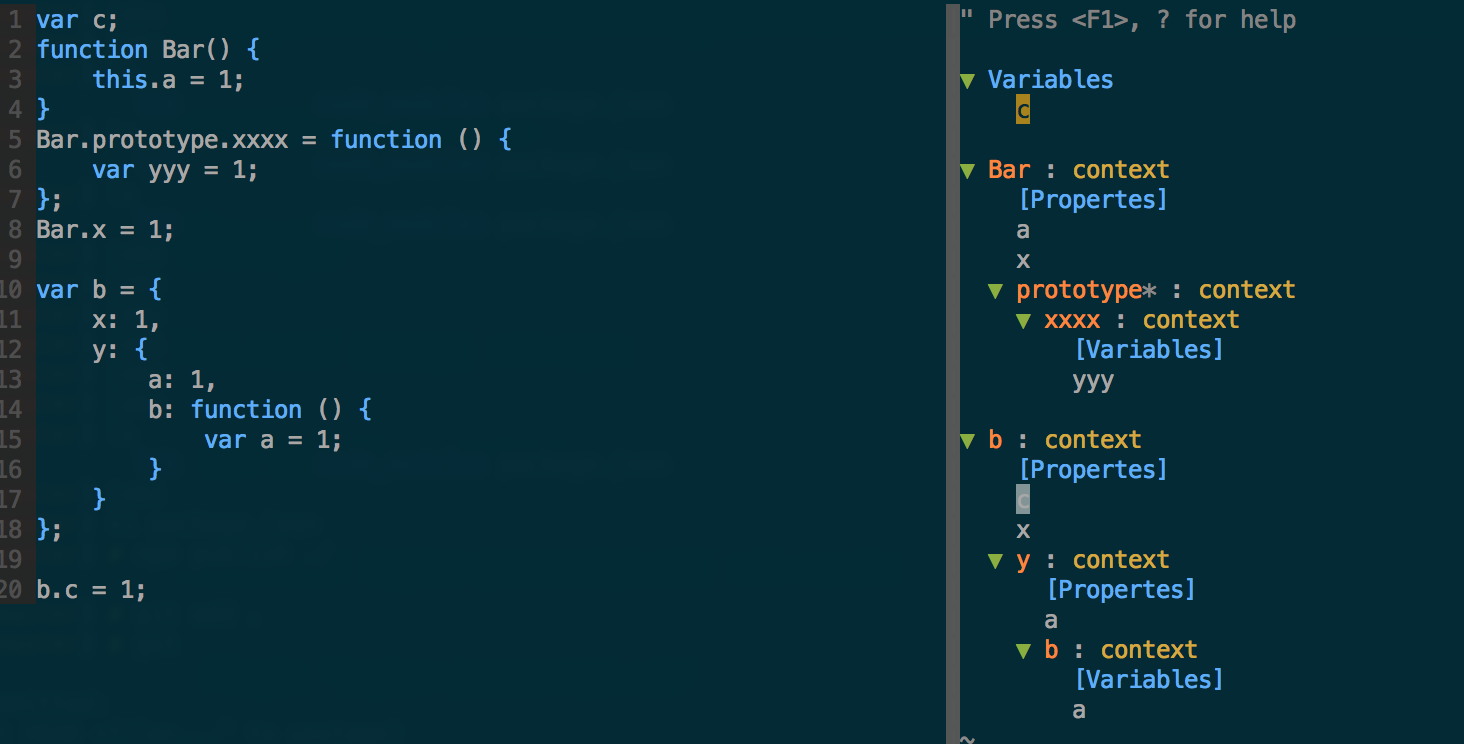 1 var c;
2 function Bar() {
3     this.a = 1;
4 }
5 Bar.prototype.xxxx = function () {
6     var yyy = 1;
7 };
8 Bar.x = 1;
9
10 var b = {
11     x: 1,
12     y: {
13         a: 1,
14         b: function () {
15             var a = 1;
16         }
17     }
18 };
19
20 b.c = 1;
" Press <F1>, ? for help
▼ Variables
    c
▼ Bar : context
    [Propertes]
    a
    x
  ▼ prototype* : context
    ▼ xxxx : context
        [Variables]
        yyy
▼ b : context
    [Propertes]
    c
    x
  ▼ y : context
      [Propertes]
      a
    ▼ b : context
        [Variables]
        a
~